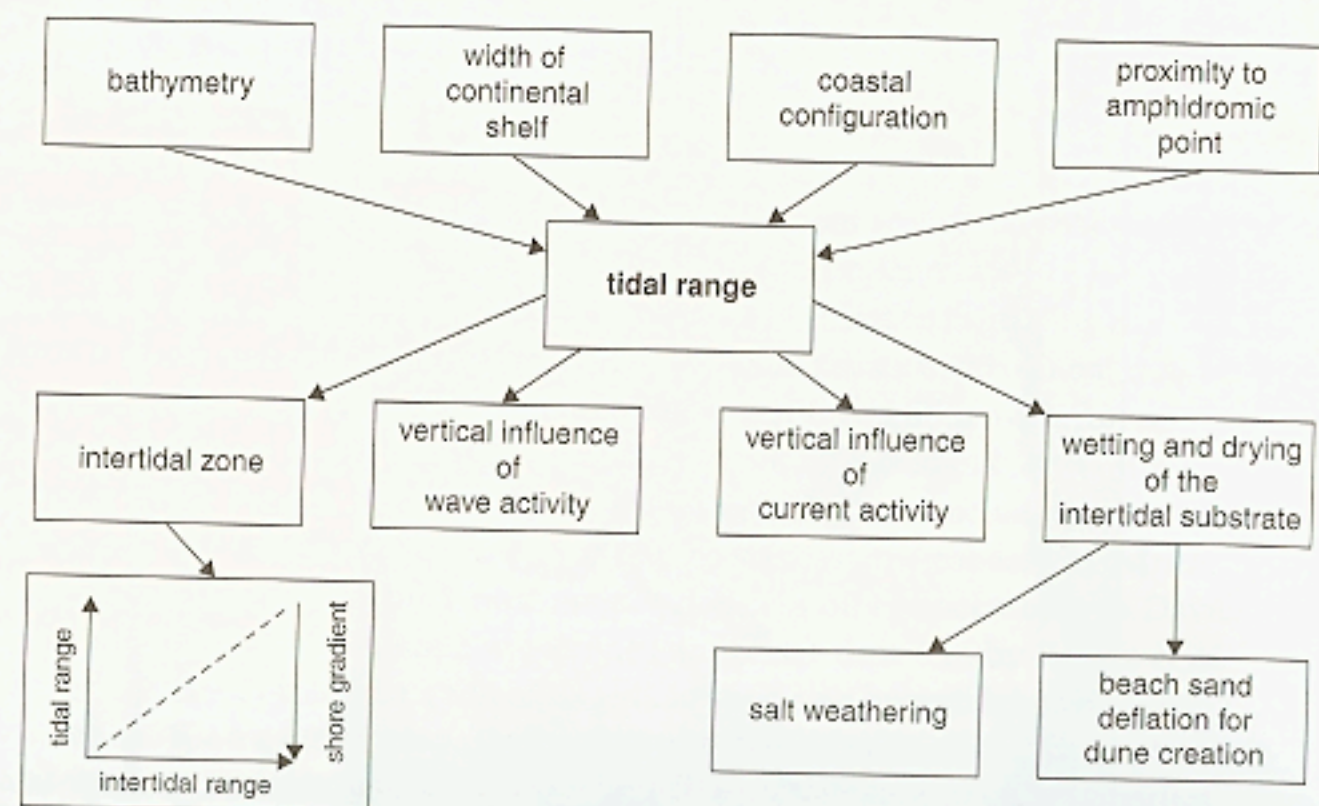 bathymetry
width of
continental
shelf
coastal
configuration
proximity to
amphidromic
point
tidal range
intertidal zone
vertical influence
of
wave activity
vertical influence
of
current activity
wetting and drying
of the
intertidal substrate
tidal range
shore gradient
intertidal range
salt weathering
beach sand
deflation for
dune creation